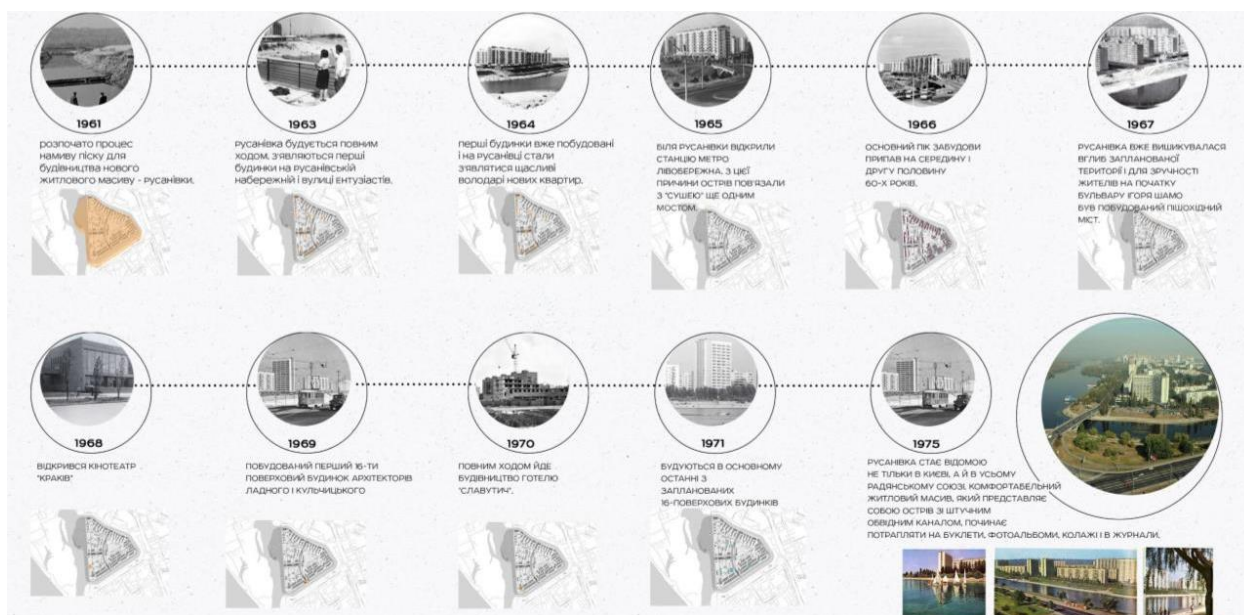 1961
розпочато процес
намиву піску для
будівництва нового
житлового масиву - русанівки.
1963
русанівка будується повним
ходом, з'являються перші
будинки на русанівській
набережній і вулиці ентузіастів.
1964
перші будинки вже побудовані
і на русанівці стали
з'являтися щасливі
володарі нових квартир.
1965
БІЛЯ РУСАНІВКИ ВІДКРИЛИ
СТАНЦІЮ МЕТРО
ЛІВОБЕРЕЖНА. З ЦІЄЇ
ПРИЧИНИ ОСТРІВ ПОВ'ЯЗАЛИ
З "СУШЕЮ" ЩЕ ОДНИМ
МОСТОМ.
1966
ОСНОВНИЙ ПІК ЗАБУДОВИ
ПРИПАВ НА СЕРЕДИНУ І
ДРУГУ ПОЛОВИНУ
60-Х РОКІВ.
1967
РУСАНІВКА ВЖЕ ВИШИКУВАЛАСЯ
ВГЛИБ ЗАПЛАНОВАНОЇ
ТЕРИТОРІЇ І ДЛЯ ЗРУЧНОСТІ
ЖИТЕЛІВ НА ПОЧАТКУ
БУЛЬВАРУ ІГОРЯ ШАМО
БУВ ПОБУДОВАНИЙ ПІШОХІДНИЙ
МІСТ.
1968
ВІДКРИВСЯ КІНОТЕАТР
"КРАКІВ"
1969
ПОБУДОВАНИЙ ПЕРШИЙ 16-ТИ
ПОВЕРХОВИЙ БУДИНОК АРХІТЕКТОРІВ
ЛАДНОГО І КУЛЬЧИЦЬКОГО
1970
ПОВНИМ ХОДОМ ЙДЕ
БУДІВНИЦТВО ГОТЕЛЮ
"СЛАВУТИЧ".
1971
БУДУЮТЬСЯ В ОСНОВНОМУ
ОСТАННІ З
ЗАПЛАНОВАНИХ
16-ПОВЕРХОВИХ БУДИНКІВ
1975
РУСАНІВКА СТАЄ ВІДОМОЮ
НЕ ТІЛЬКИ В КИЄВІ, А Й В УСЬОМУ
РАДЯНСЬКОМУ СОЮЗІ, КОМФОРТАБЕЛЬНИЙ
ЖИТЛОВИЙ МАСИВ, ЯКИЙ ПРЕДСТАВЛЯЄ
СОБОЮ ОСТРІВ ЗІ ШТУЧНИМ
ОБВІДНИМ КАНАЛОМ, ПОЧИНАЄ
ПОТРАПЛЯТИ НА БУКЛЕТИ, ФОТОАЛЬБОМИ, КОЛАЖІ І В ЖУРНАЛИ.